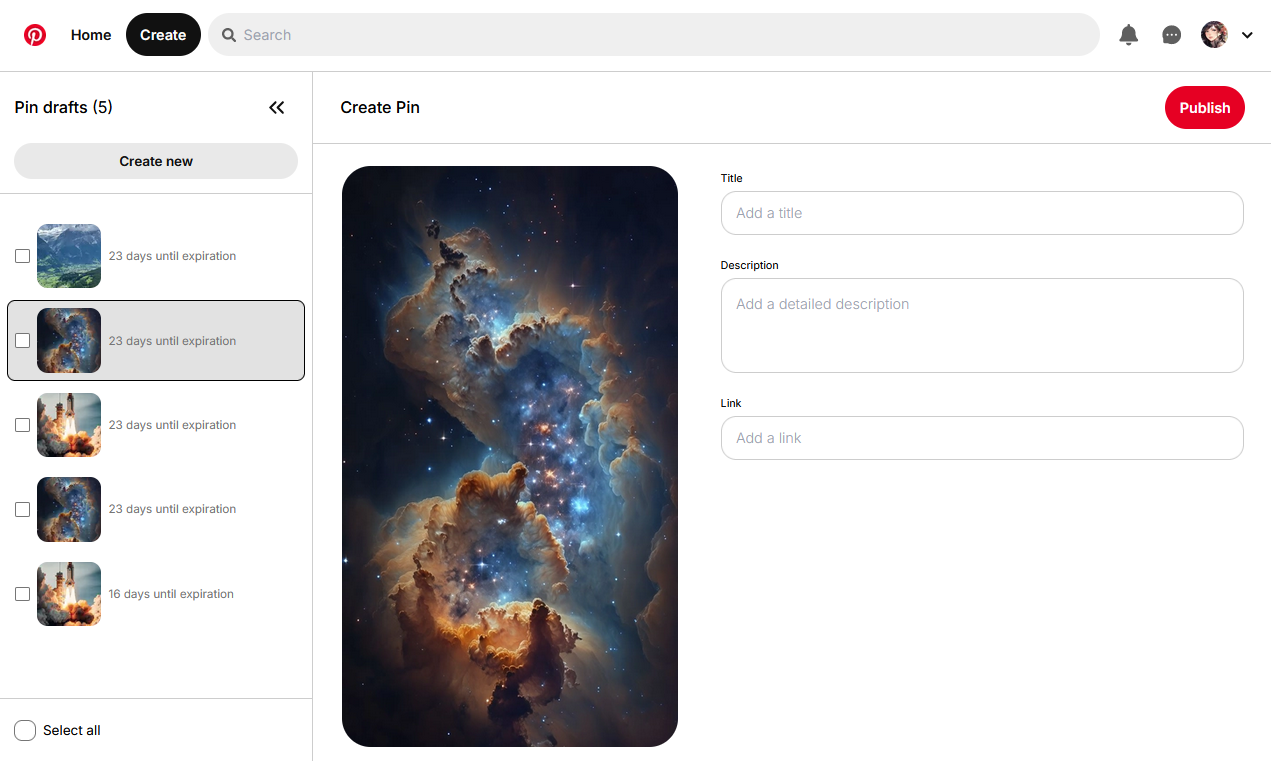 Home
Create
Search
Pin drafts (5)
Create Pin
Publish
Create new
23 days until expiration
23 days until expiration
23 days until expiration
23 days until expiration
16 days until expiration
Select all
Title
Add a title
Description
Add a detailed description
Link
Add a link